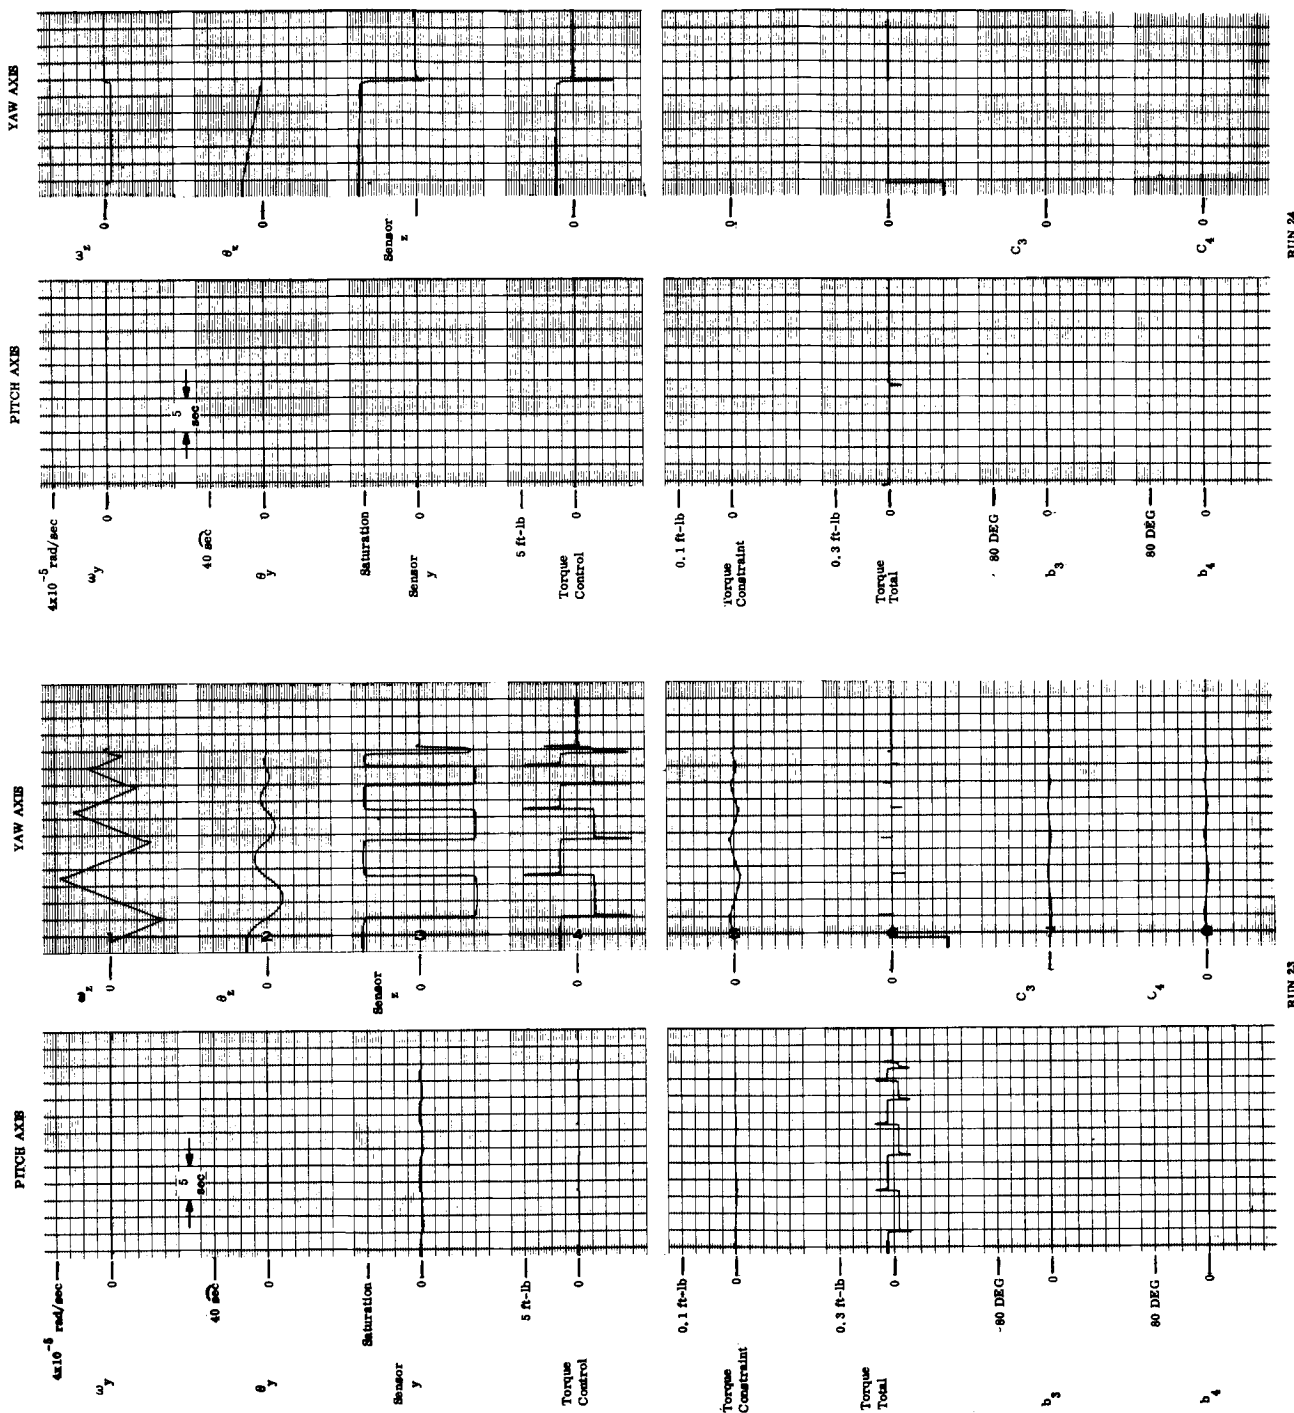 YAW AXIS
ω_z
0
θ_z
0
Sensor
z
0
0
0
C_3
0
C_4
0
RUN 24
PITCH AXIS
4x10^-5 rad/sec
ω_y
0
5
sec
40 sec
θ_y
0
Saturation
Sensor
y
0
5 ft-lb
Torque
Control
0
0.1 ft-lb
Torque
Constraint
0
0.3 ft-lb
Torque
Total
0
80 DEG
b_3
0
80 DEG
b_4
0
YAW AXIS
ω_z
0
1
θ_z
0
2
Sensor
z
0
3
0
4
0
0
C_3
0
C_4
0
RUN 23
PITCH AXIS
4x10^-5 rad/sec
ω_y
0
5
sec
40 sec
θ_y
0
Saturation
Sensor
y
0
5 ft-lb
Torque
Control
0
0.1 ft-lb
Torque
Constraint
0
0.3 ft-lb
Torque
Total
0
-80 DEG
b_3
0
80 DEG
b_4
0